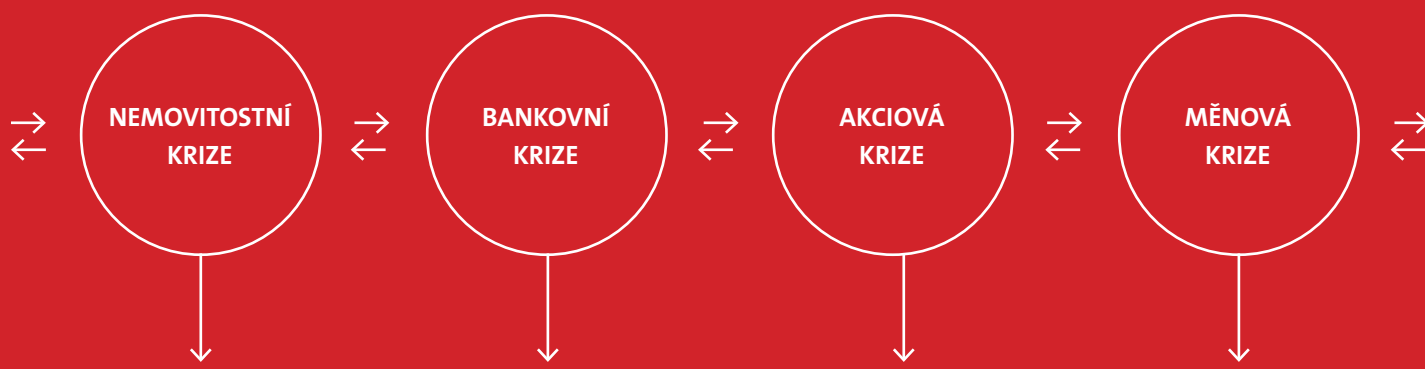 NEMOVITOSTNÍ
KRIZE
BANKOVNÍ
KRIZE
AKCIOVÁ
KRIZE
MĚNOVÁ
KRIZE